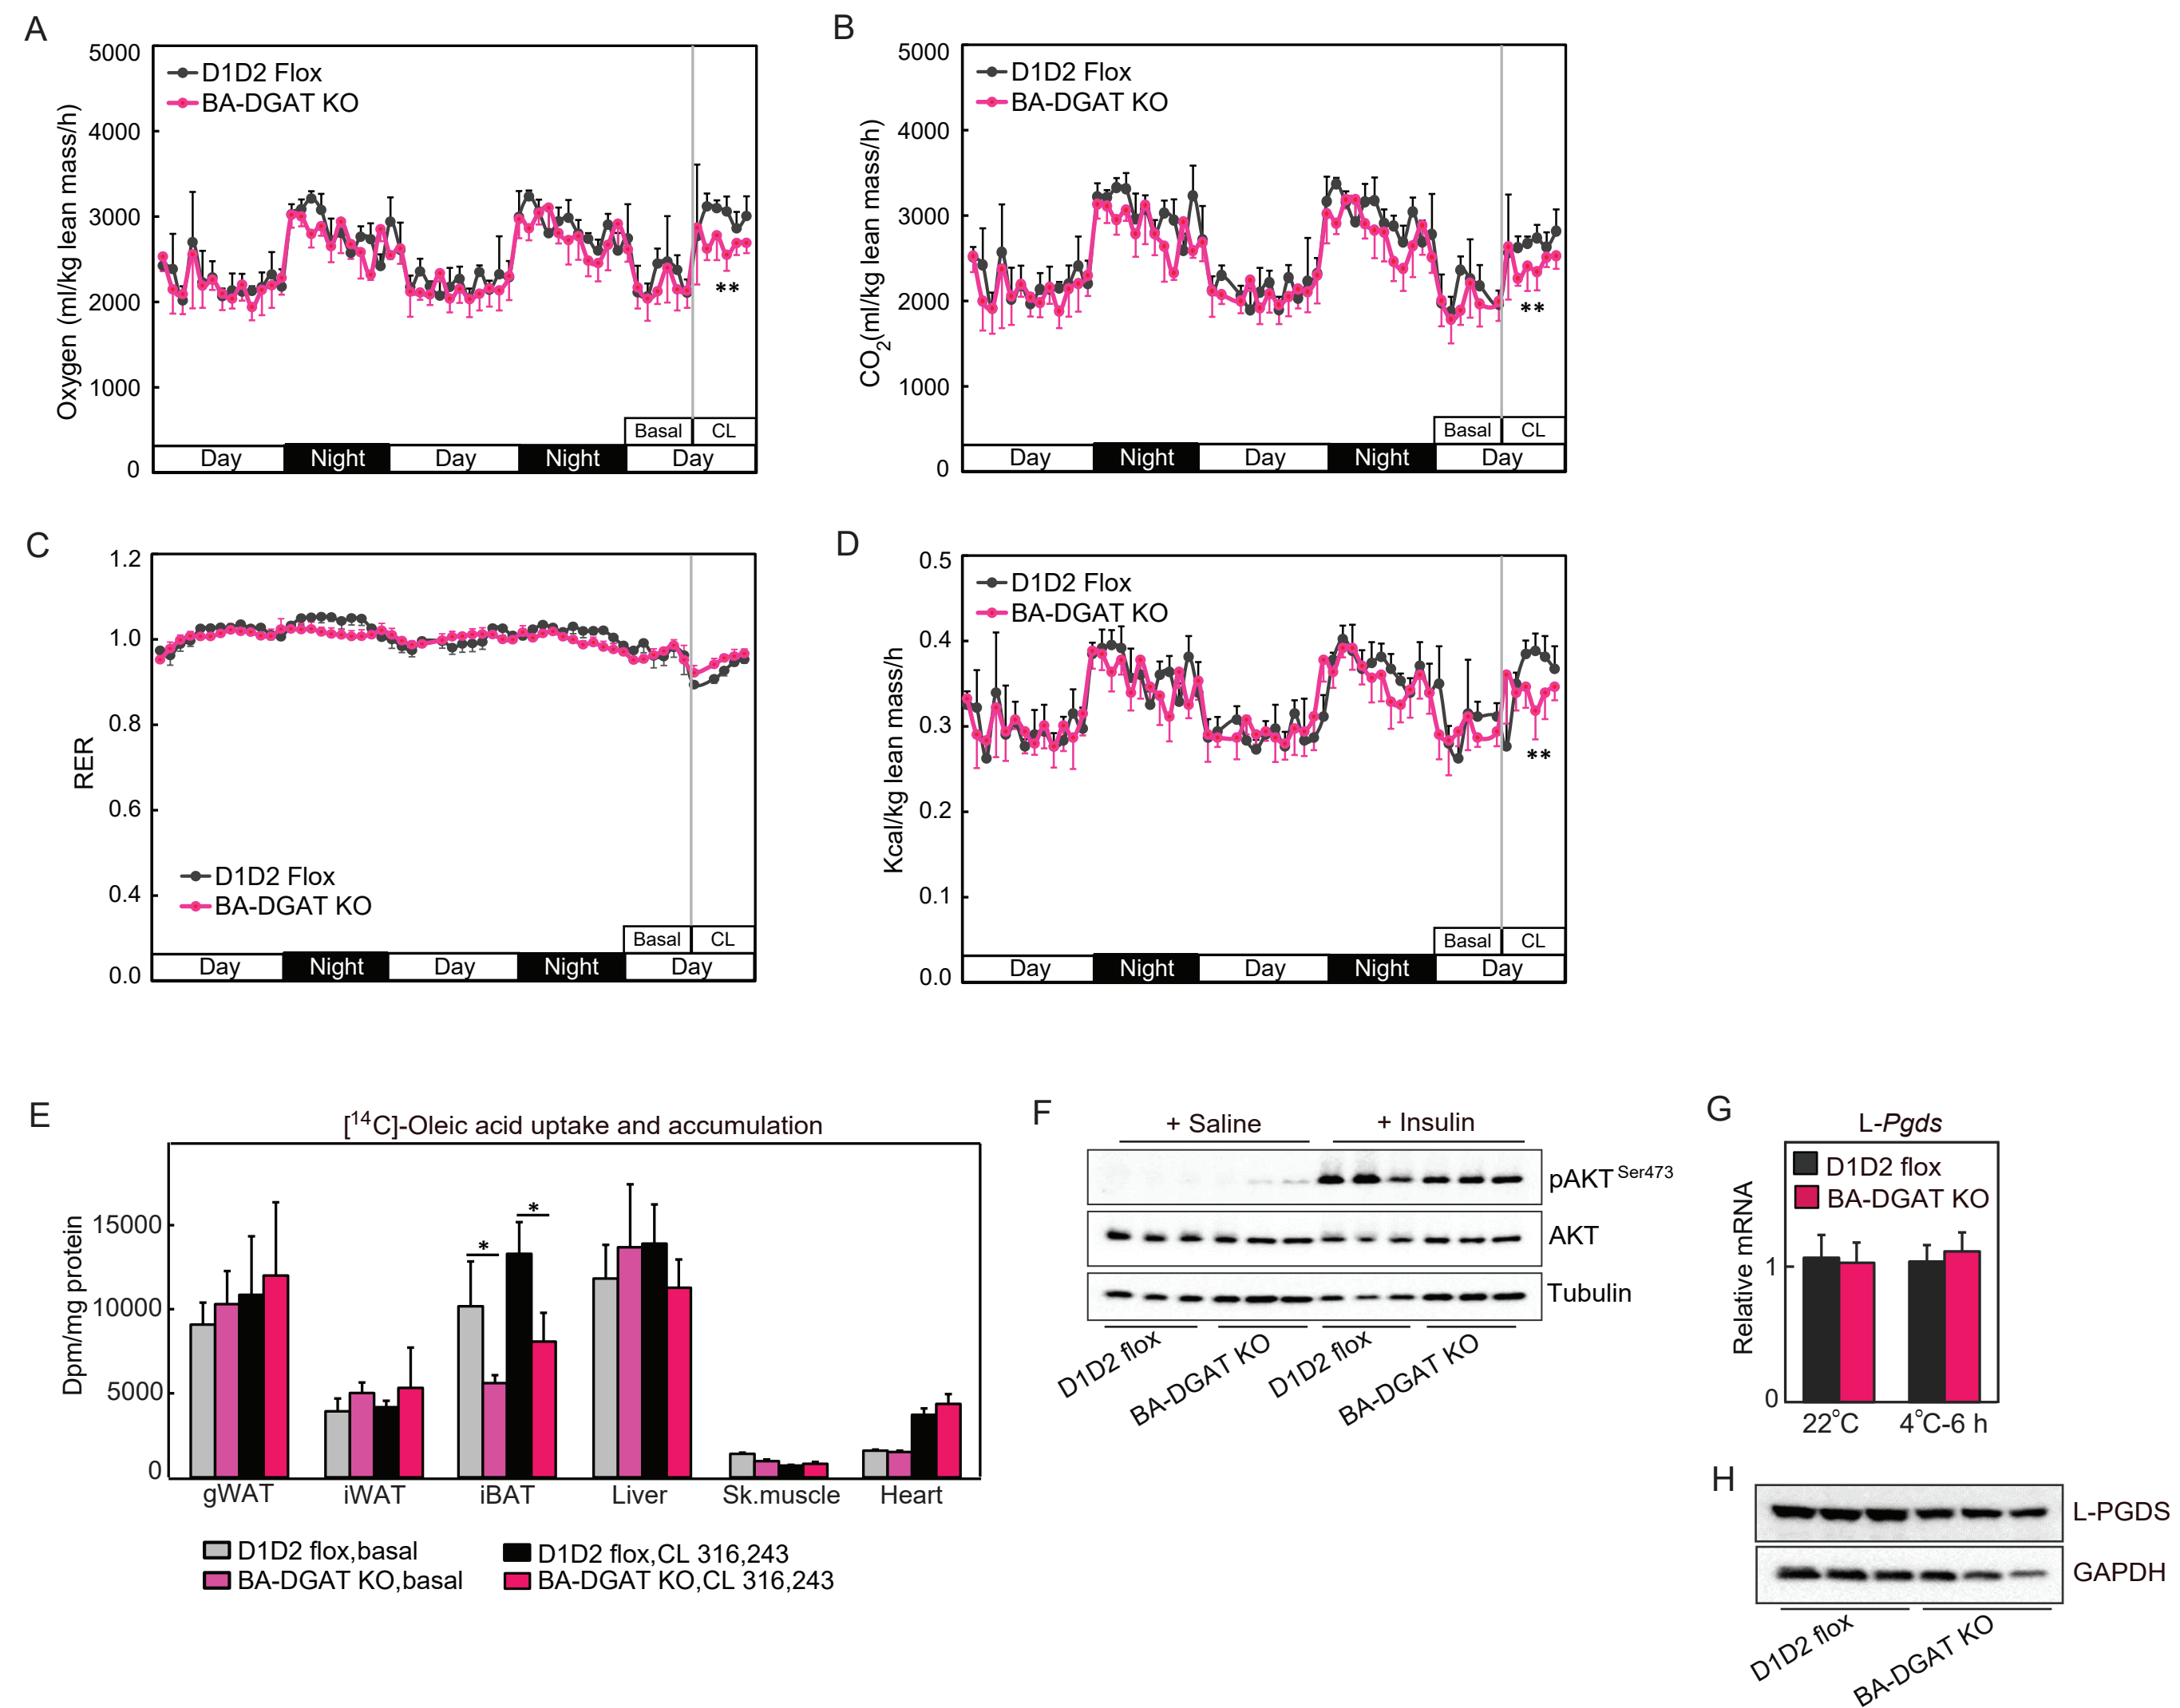 A
5000
4000
3000
2000
1000
0
Oxygen (ml/kg lean mass/h)
D1D2 Flox
BA-DGAT KO
**
Basal CL
Day Night Day Night Day
B
5000
4000
3000
2000
1000
0
CO2(ml/kg lean mass/h)
D1D2 Flox
BA-DGAT KO
**
Basal CL
Day Night Day Night Day
C
1.2
1.0
0.8
0.6
0.4
0.0
RER
D1D2 Flox
BA-DGAT KO
Basal CL
Day Night Day Night Day
D
0.5
0.4
0.3
0.2
0.1
0.0
Kcal/kg lean mass/h
D1D2 Flox
BA-DGAT KO
**
Basal CL
Day Night Day Night Day
E
[14C]-Oleic acid uptake and accumulation
15000
10000
5000
0
Dpm/mg protein
* *
gWAT iWAT iBAT Liver Sk.muscle Heart
D1D2 flox,basal
BA-DGAT KO,basal
D1D2 flox,CL 316,243
BA-DGAT KO,CL 316,243
F
+ Saline + Insulin
pAKT Ser473
AKT
Tubulin
D1D2 flox BA-DGAT KO D1D2 flox BA-DGAT KO
G
L-Pgds
D1D2 flox
BA-DGAT KO
Relative mRNA
1
0
22°C 4°C-6 h
H
L-PGDS
GAPDH
D1D2 flox BA-DGAT KO